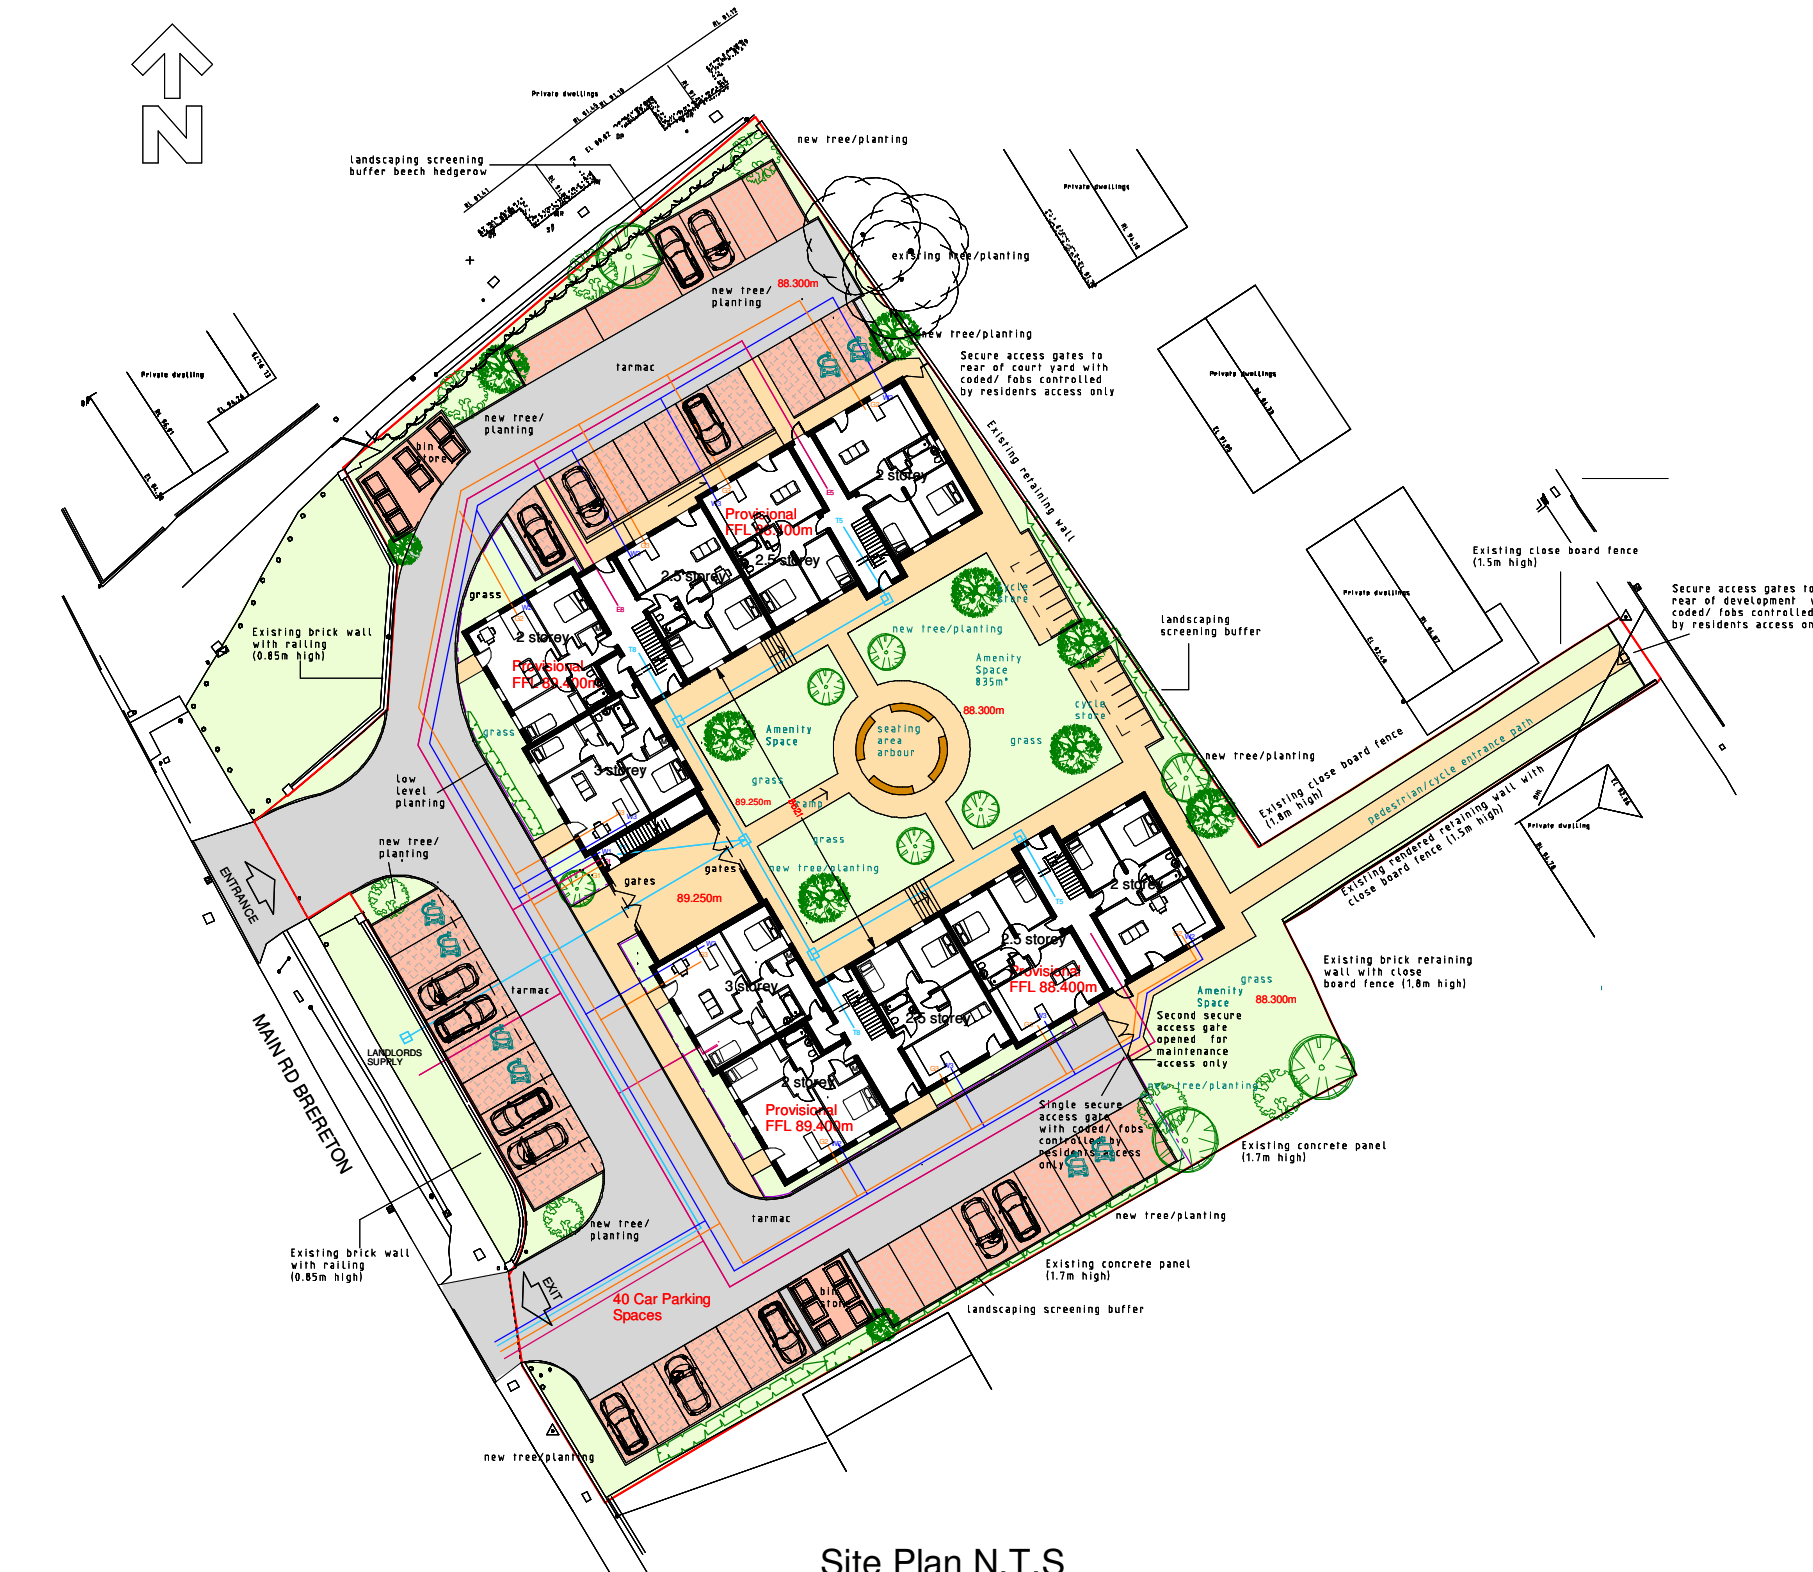 N
Private dwellings
new tree/planting
landscaping screening
buffer beech hedgerow
Private dwellings
existing tree/planting
88.300m
new tree/
planting
new tree/planting
Secure access gates to
rear of court yard with
coded/ fobs controlled
by residents access only
Private dwelling
tarmac
Private dwellings
new tree/
planting
bin
store
Existing retaining wall
2 storey
Provisional
FFL 88.400m
2.5 storey
2.5 storey
Existing close board fence
(1.5m high)
Secure access gates to
rear of development
coded/ fobs controlled
by residents access on
Private dwellings
grass
cycle
store
landscaping
screening buffer
Existing brick wall
with railing
(0.85m high)
2 storey
Provisional
FFL 89.400m
new tree/planting
Amenity
Space
835m²
88.300m
cycle
store
grass
Amenity
Space
seating
area
arbour
grass
3 storey
low
level
planting
grass
89.250m
ramp
new tree/planting
Existing close board fence
(1.8m high)
pedestrian/cycle entrance path
Existing rendered retaining wall with
close board fence (1.5m high)
Private dwelling
new tree/
planting
grass
gates
gates
new tree/planting
89.250m
ENTRANCE
2 storey
2.5 storey
Provisional
FFL 88.400m
3 storey
2.5 storey
tarmac
Existing brick retaining
wall with close
board fence (1.8m high)
grass
Amenity
Space
88.300m
Second secure
access gate
opened for
maintenance
access only
LANDLORDS
SUPPLY
MAIN RD BRERETON
2 storey
Provisional
FFL 89.400m
new tree/planting
Single secure
access gate
with coded/ fobs
controlled by
residents access
only
Existing concrete panel
(1.7m high)
new tree/planting
tarmac
new tree/
planting
Existing brick wall
with railing
(0.85m high)
Existing concrete panel
(1.7m high)
EXIT
40 Car Parking
Spaces
bin
store
landscaping screening buffer
new tree/planting
Site Plan N.T.S